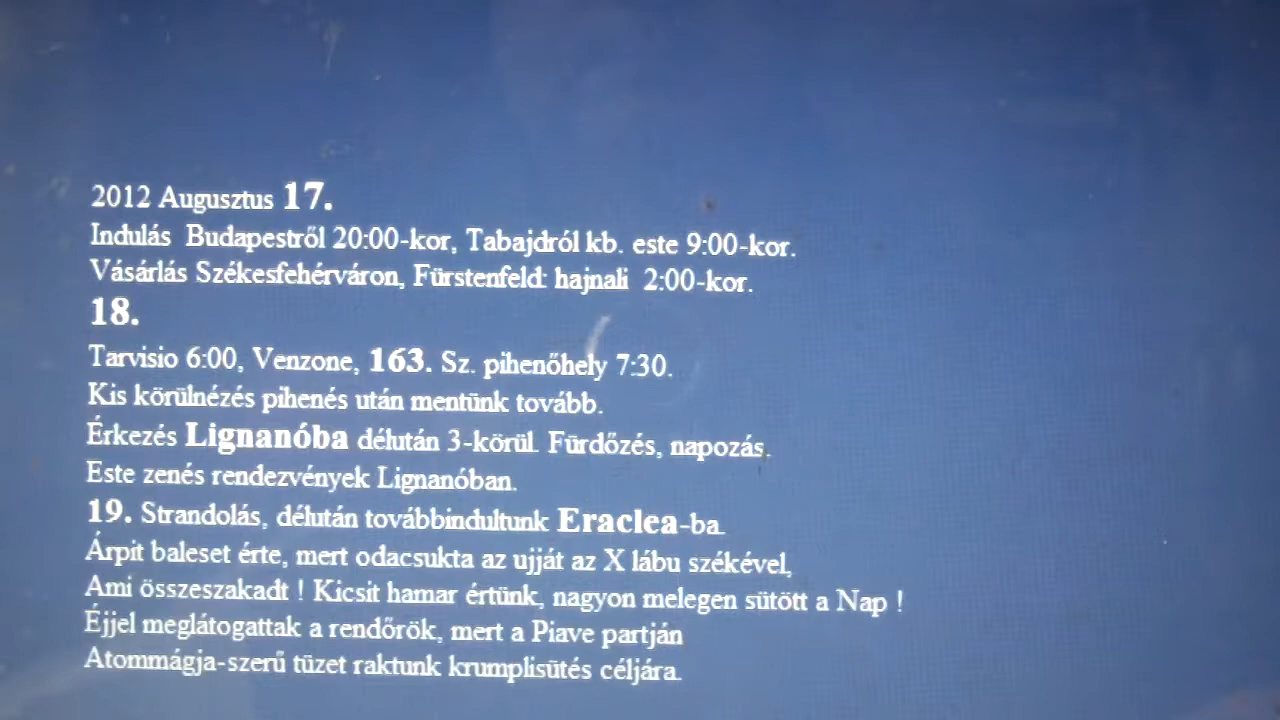 2012 Augusztus 17.
Indulás Budapestről 20:00-kor, Tabajdról kb. este 9:00-kor.
Vásárlás Székesfehérváron, Fürstenfeld: hajnali 2:00-kor.
18.
Tarvisio 6:00, Venzone, 163. Sz. pihenőhely 7:30.
Kis körülnézés pihenés után mentünk tovább.
Érkezés Lignanóba délután 3-körül. Fürdőzés, napozás.
Este zenés rendezvények Lignanóban.
19. Strandolás, délután továbbindultunk Eraclea-ba.
Árpit baleset érte, mert odacsukta az ujját az X lábu székével,
Ami összeszakadt ! Kicsit hamar értünk, nagyon melegen sütött a Nap !
Éjjel meglátogattak a rendőrök, mert a Piave partján
Atommágja-szerű tüzet raktunk krumplisütés céljára.